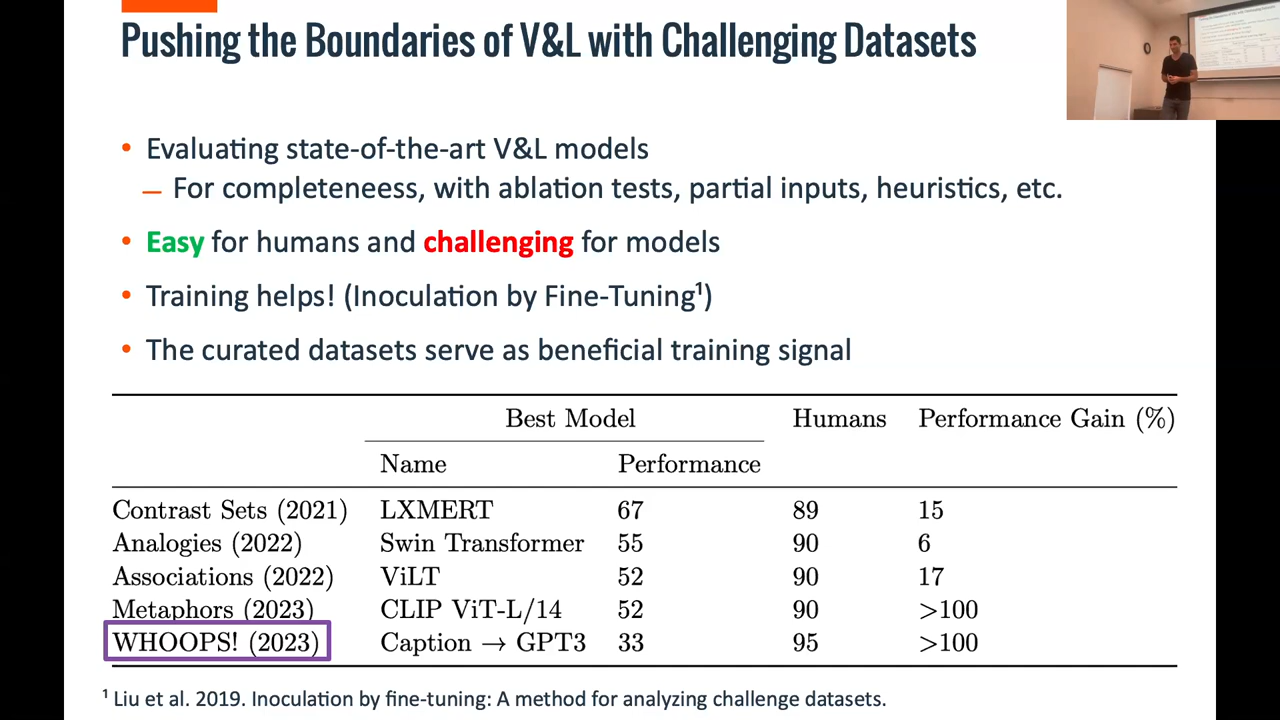 Pushing the Boundaries of V&L with Challenging Datasets
• Evaluating state-of-the-art V&L models
– For completeneess, with ablation tests, partial inputs, heuristics, etc.
• Easy for humans and challenging for models
• Training helps! (Inoculation by Fine-Tuning¹)
• The curated datasets serve as beneficial training signal
Best Model Humans Performance Gain (%)
Name Performance
Contrast Sets (2021) LXMERT 67 89 15
Analogies (2022) Swin Transformer 55 90 6
Associations (2022) ViLT 52 90 17
Metaphors (2023) CLIP ViT-L/14 52 90 >100
WHOOPS! (2023) Caption → GPT3 33 95 >100
¹ Liu et al. 2019. Inoculation by fine-tuning: A method for analyzing challenge datasets.